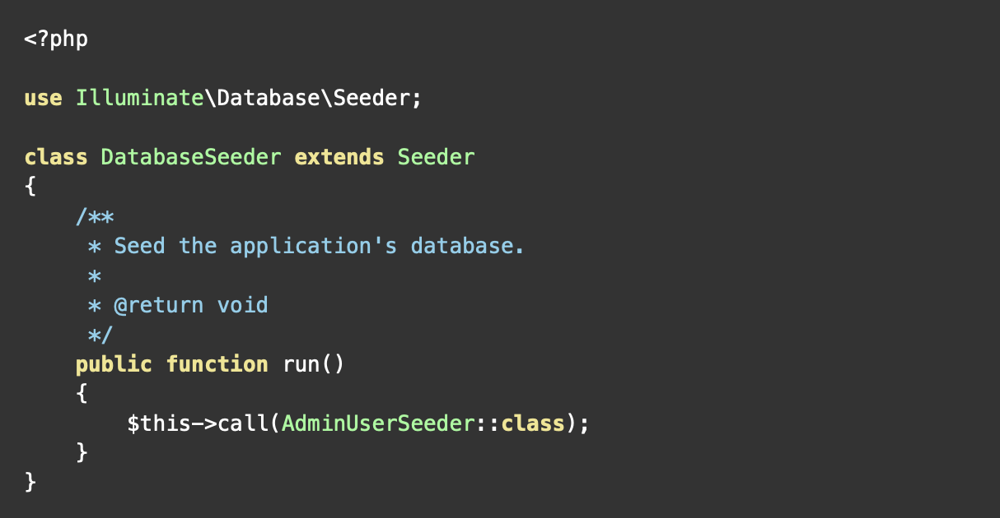 <?php
use Illuminate\Database\Seeder;
class DatabaseSeeder extends Seeder
{
    /**
     * Seed the application's database.
     *
     * @return void
     */
    public function run()
    {
        $this->call(AdminUserSeeder::class);
    }
}